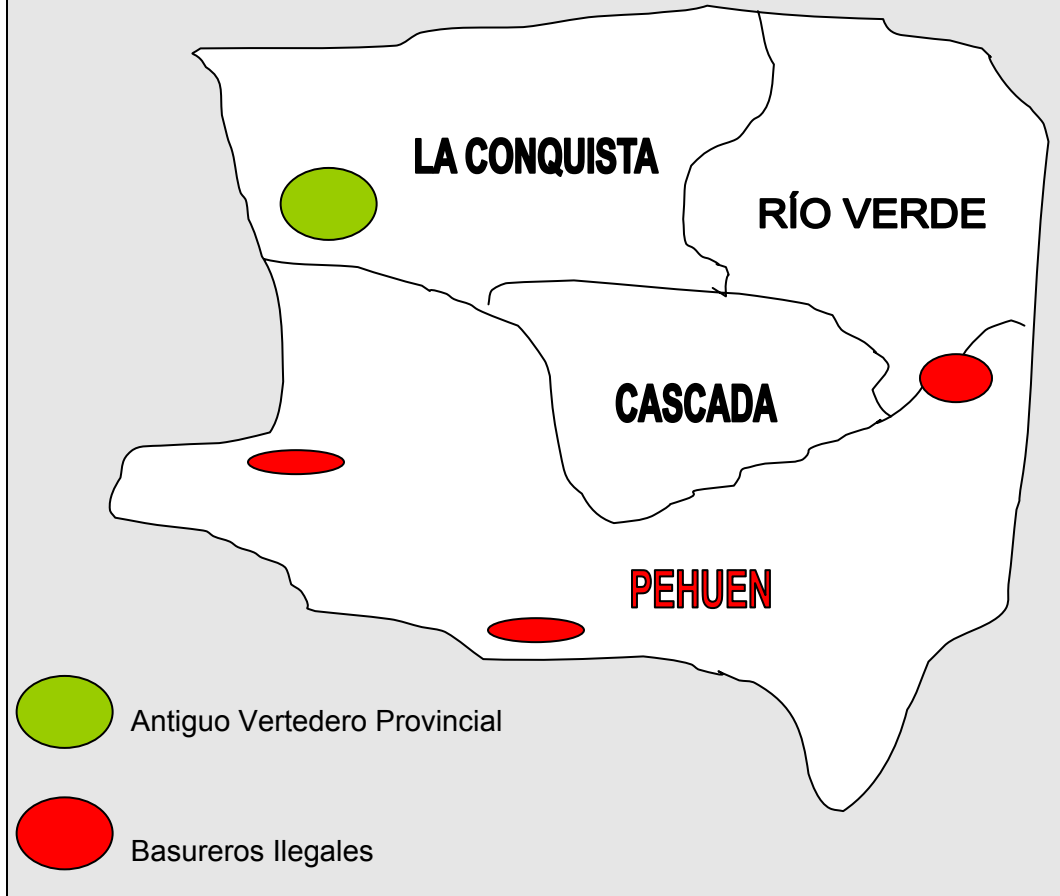 LA CONQUISTA
RÍO VERDE
CASCADA
PEHUEN
Antiguo Vertedero Provincial
Basureros Ilegales